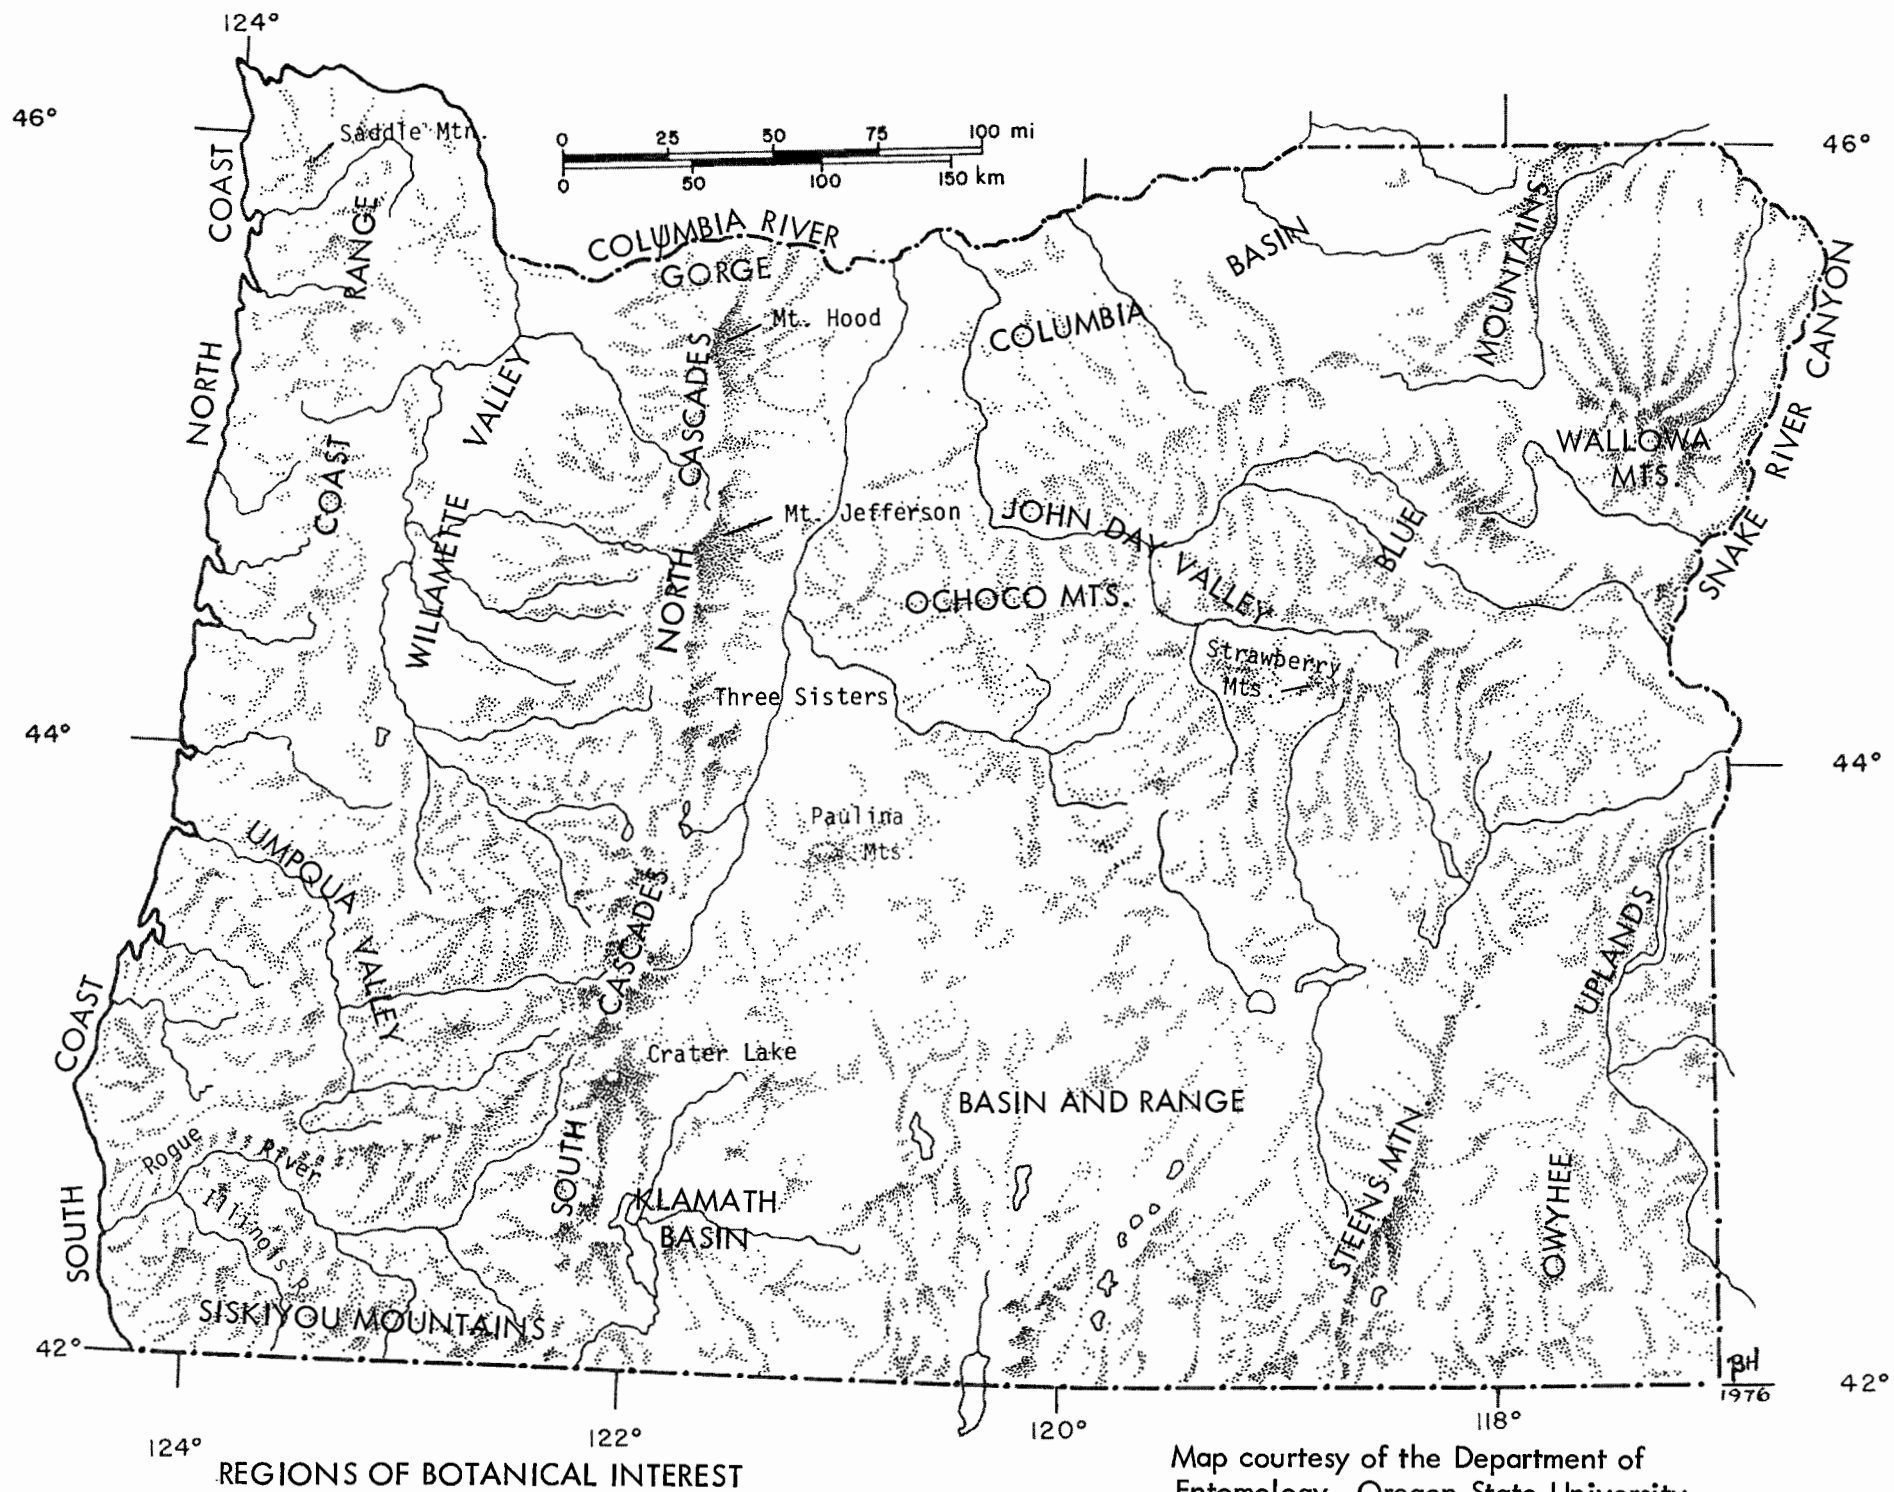 124°
46°
Saddle Mtn.
0 25 50 75 100 mi
0 50 100 150 km
46°
COAST
RANGE
COLUMBIA RIVER
GORGE
BASIN
MOUNTAINS
COLUMBIA
Mt. Hood
CASCADES
VALLEY
NORTH
SNAKE RIVER CANYON
WALLOWA
MTS.
COAST
WILLAMETTE
Mt. Jefferson
NORTH
JOHN DAY VALLEY
BLUE
OCHOCO MTS.
Strawberry
Mts.
Three Sisters
44°
44°
Paulina
Mts.
UMPQUA VALLEY
CASCADES
UPLANDS
COAST
Crater Lake
BASIN AND RANGE
Rogue River
Illinois R.
SOUTH
SOUTH
KLAMATH
BASIN
STEENS MTN.
OWYHEE
SISKIYOU MOUNTAINS
42°
BH
1976
42°
124°
122°
120°
118°
REGIONS OF BOTANICAL INTEREST
Map courtesy of the Department of
Entomology, Oregon State University